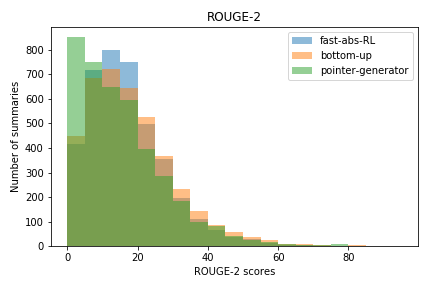 ROUGE-2
fast-abs-RL
bottom-up
pointer-generator
Number of summaries
800
700
600
500
400
300
200
100
0
0 20 40 60 80
ROUGE-2 scores